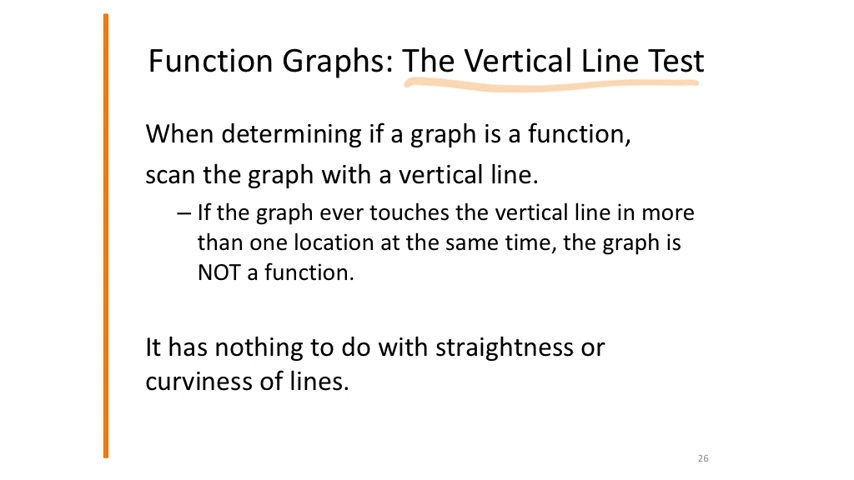 Function Graphs: The Vertical Line Test
When determining if a graph is a function,
scan the graph with a vertical line.
– If the graph ever touches the vertical line in more
than one location at the same time, the graph is
NOT a function.
It has nothing to do with straightness or
curviness of lines.
26